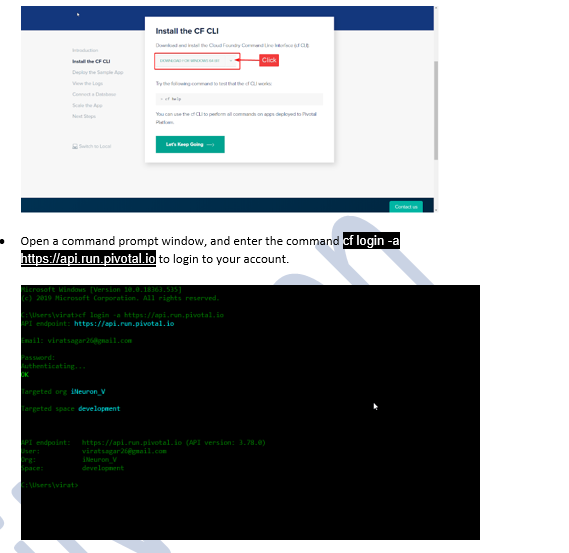 Install the CF CLI
Download and install the Cloud Foundry Command Line Interface (cf CLI)
Introduction
Install the CF CLI
DOWNLOAD FOR WINDOWS 64 BIT
Click
Deploy the Sample App
View the Logs
Try the following command to test that the cf CLI works:
Connect a Database
Scale the App
~ cf help
Next Steps
You can use the cf CLI to perform all commands on apps deployed to Pivotal
Platform.
Switch to Local
Let's Keep Going
Contact us
Open a command prompt window, and enter the command cf login -a
https://api.run.pivotal.io to login to your account.
Microsoft Windows [Version 10.0.18363.535]
(c) 2019 Microsoft Corporation. All rights reserved.
C:\Users\virat>cf login -a https://api.run.pivotal.io
API endpoint: https://api.run.pivotal.io
Email: viratsagar26@gmail.com
Password:
Authenticating...
OK
Targeted org iNeuron_V
Targeted space development
API endpoint: https://api.run.pivotal.io (API version: 3.78.0)
User: viratsagar26@gmail.com
Org: iNeuron_V
Space: development
C:\Users\virat>